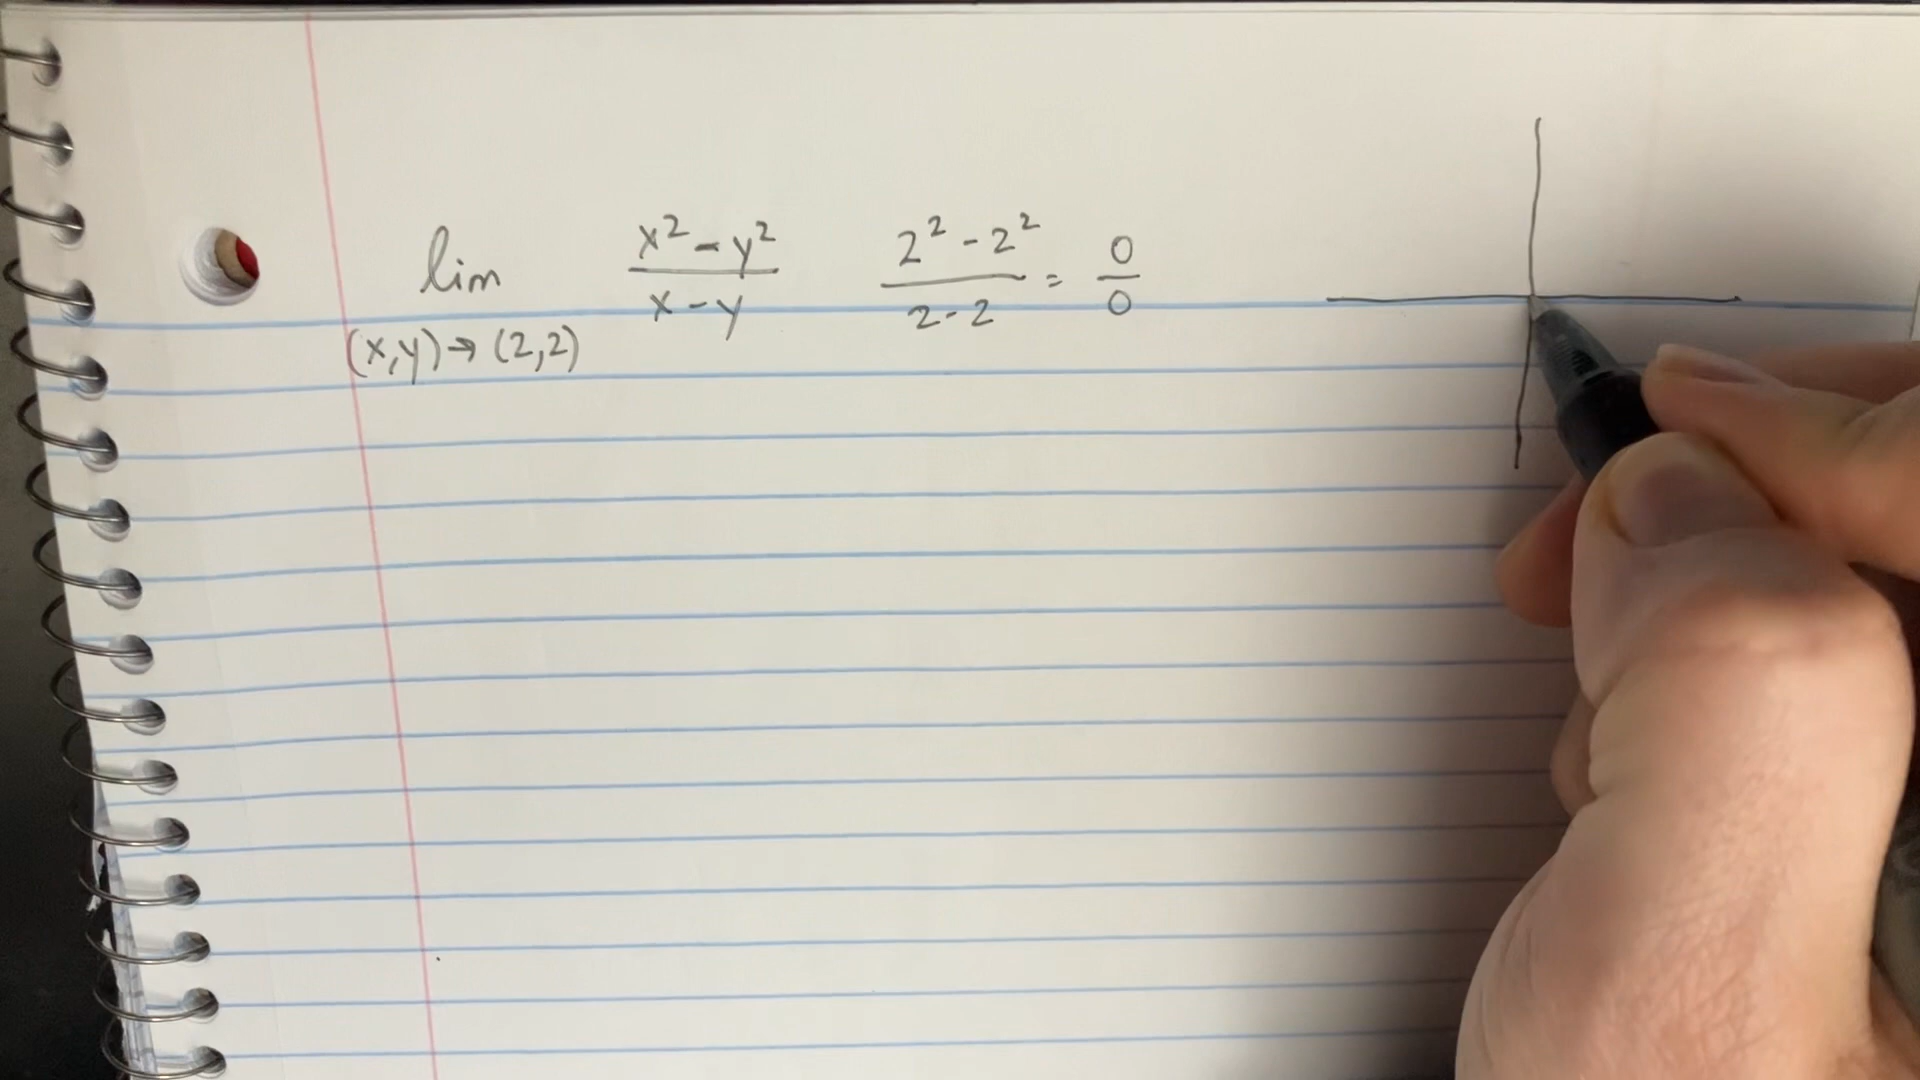 lim x² - y² / x - y   2² - 2² / 2 - 2 = 0 / 0
(x,y) → (2,2)